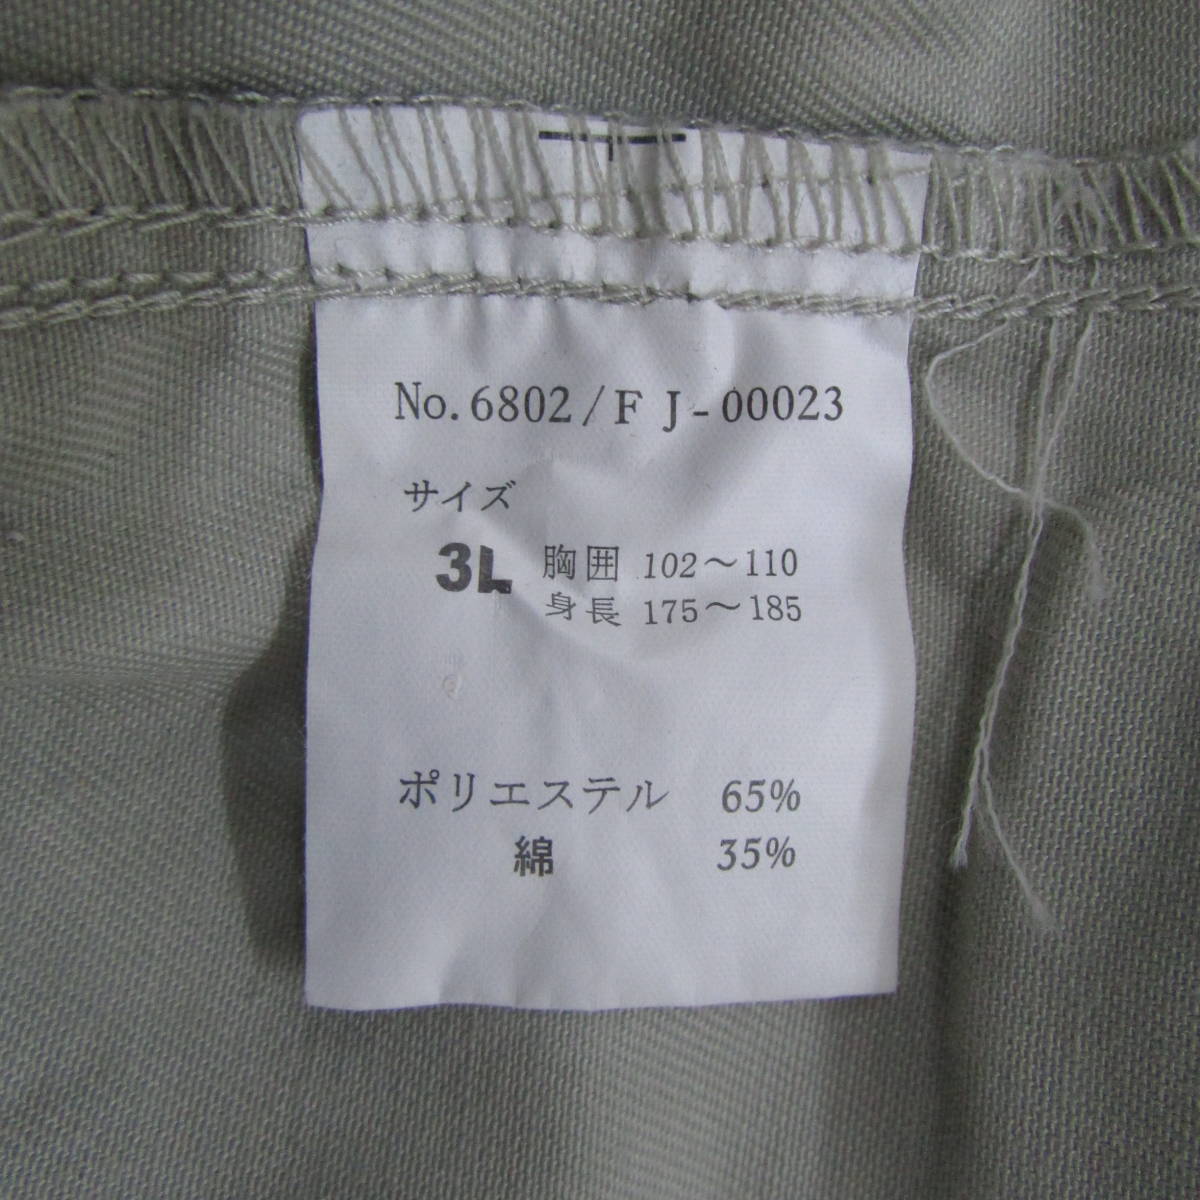 No.6802/FJ-00023
サイズ
3L 胸囲 102～110
身長 175～185
ポリエステル 65%
綿 35%